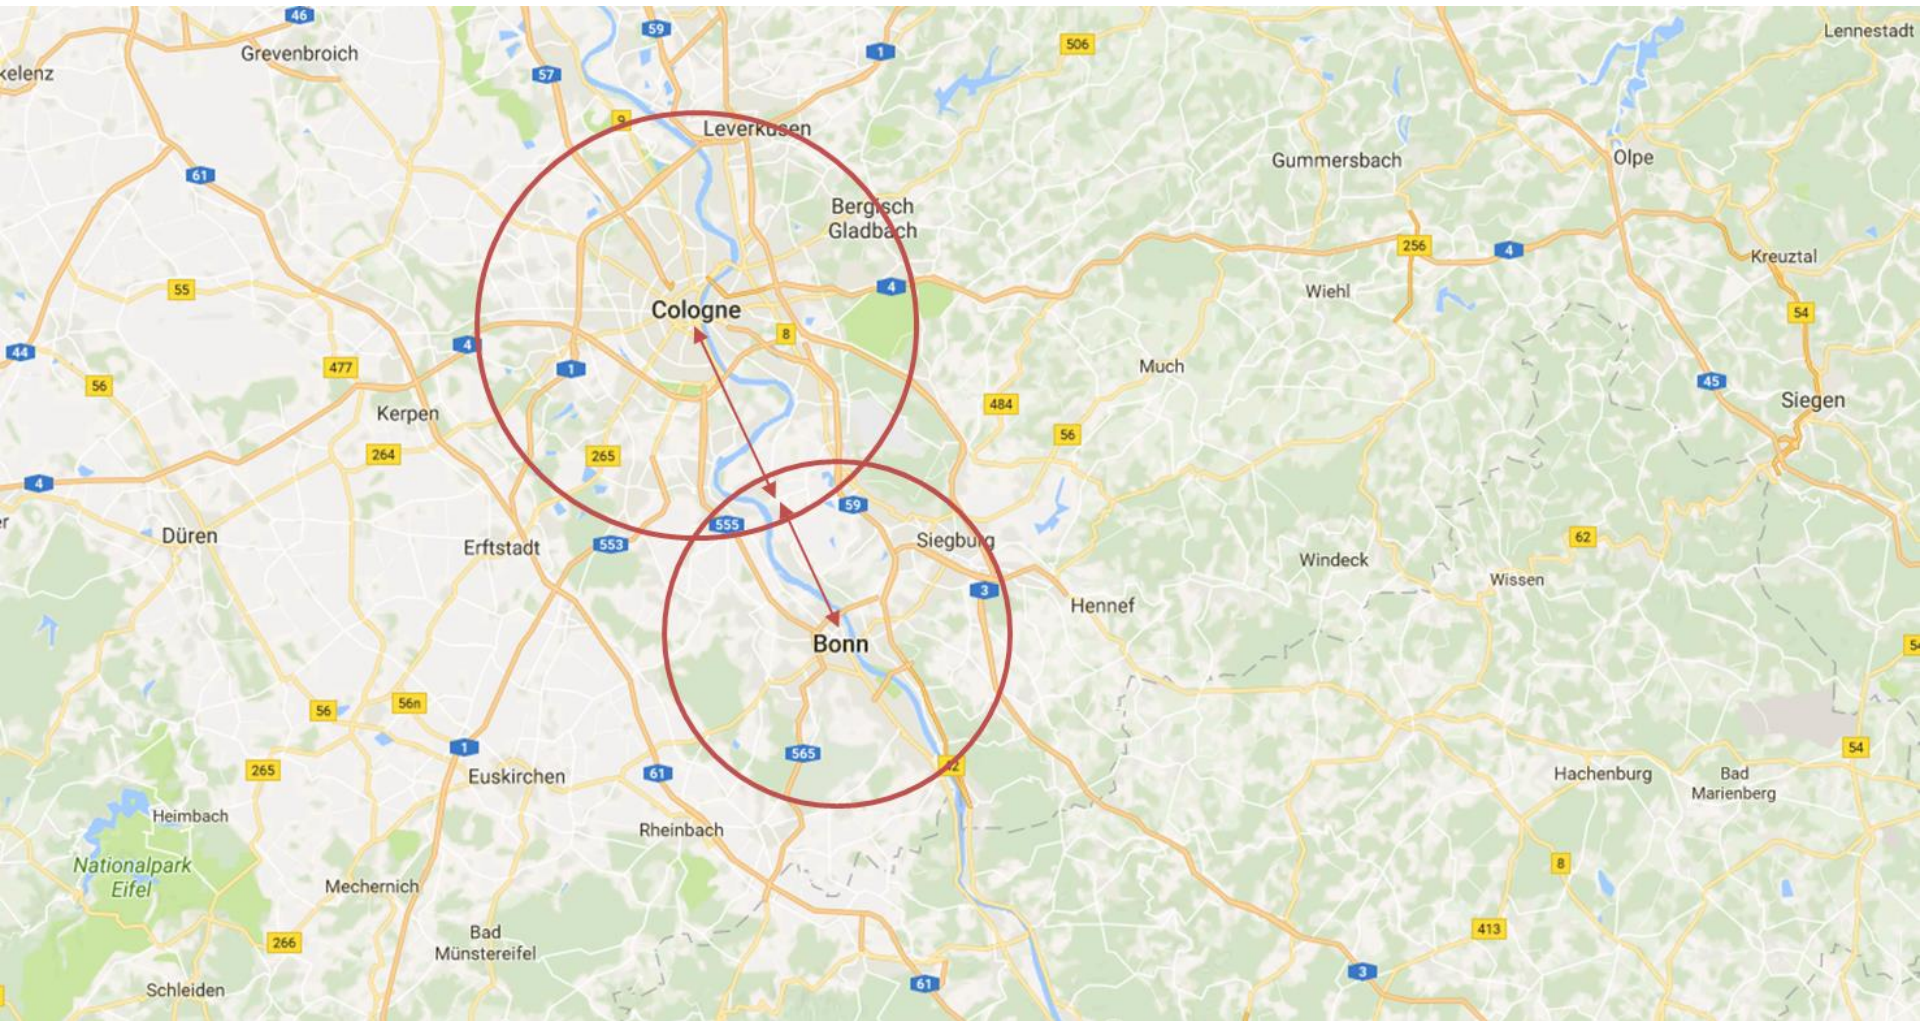 46
59
1
506
Lennestadt
Grevenbroich
kelenz
57
9
Leverkusen
Gummersbach
Olpe
61
Bergisch
Gladbach
256
4
Kreuztal
55
4
Wiehl
Cologne
54
8
44
4
477
1
Much
56
45
Siegen
Kerpen
484
56
264
265
4
59
555
Düren
Erftstadt
553
Siegburg
62
Windeck
Wissen
3
Hennef
Bonn
54
56
56n
1
565
54
265
Euskirchen
61
42
Hachenburg
Bad
Marienberg
Heimbach
Rheinbach
Nationalpark
Eifel
8
Mechernich
266
Bad
Münstereifel
413
3
Schleiden
61